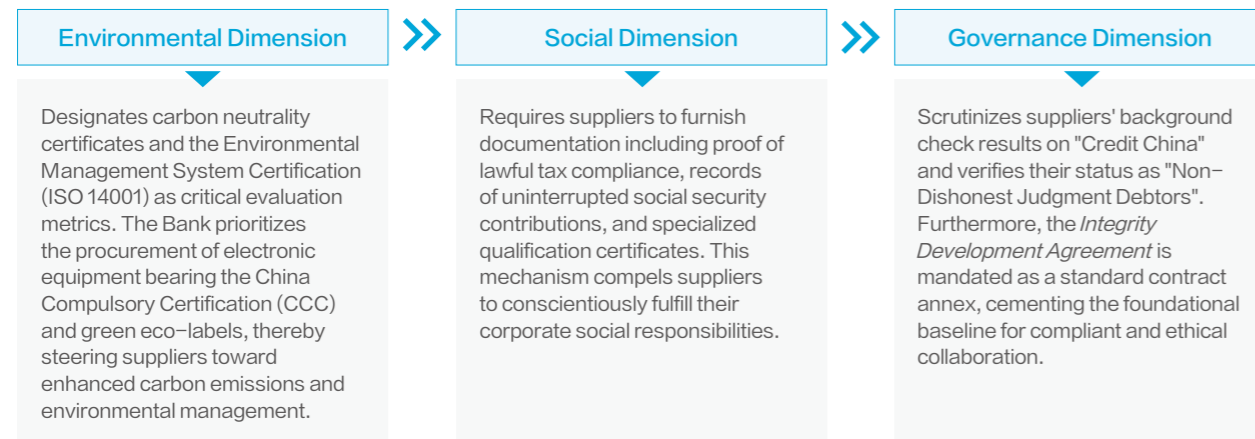 Environmental Dimension
Designates carbon neutrality
certificates and the Environmental
Management System Certification
(ISO 14001) as critical evaluation
metrics. The Bank prioritizes
the procurement of electronic
equipment bearing the China
Compulsory Certification (CCC)
and green eco-labels, thereby
steering suppliers toward
enhanced carbon emissions and
environmental management.
Social Dimension
Requires suppliers to furnish
documentation including proof of
lawful tax compliance, records
of uninterrupted social security
contributions, and specialized
qualification certificates. This
mechanism compels suppliers
to conscientiously fulfill their
corporate social responsibilities.
Governance Dimension
Scrutinizes suppliers' background
check results on "Credit China"
and verifies their status as "Non-
Dishonest Judgment Debtors".
Furthermore, the Integrity
Development Agreement is
mandated as a standard contract
annex, cementing the foundational
baseline for compliant and ethical
collaboration.